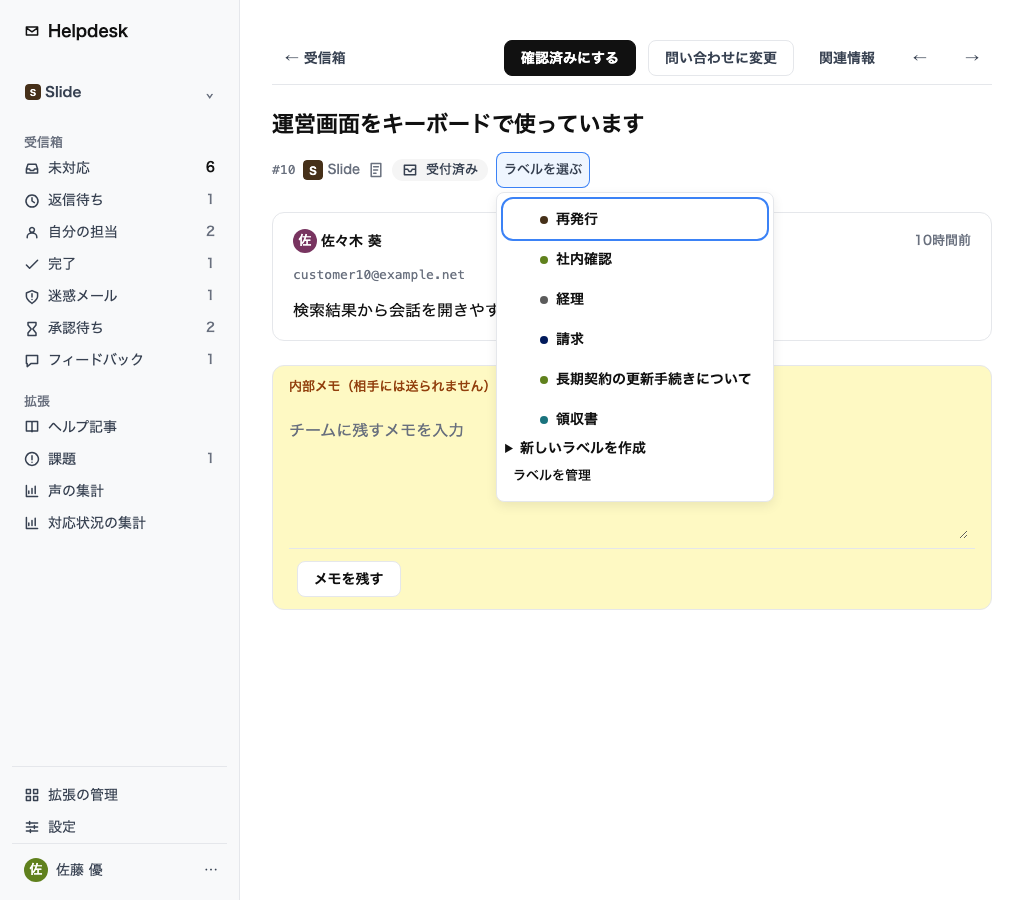 Helpdesk
S Slide
受信箱
未対応 6
返信待ち 1
自分の担当 2
完了 1
迷惑メール 1
承認待ち 2
フィードバック 1
拡張
ヘルプ記事
課題 1
声の集計
対応状況の集計
拡張の管理
設定
佐 佐藤 優 …
← 受信箱 確認済みにする 問い合わせに変更 関連情報 ← →
運営画面をキーボードで使っています
#10 S Slide 受付済み ラベルを選ぶ
佐 佐々木 葵 10時間前
customer10@example.net
検索結果から会話を開きやす
再発行
社内確認
経理
請求
長期契約の更新手続きについて
領収書
▶ 新しいラベルを作成
ラベルを管理
内部メモ（相手には送られません）
チームに残すメモを入力
メモを残す